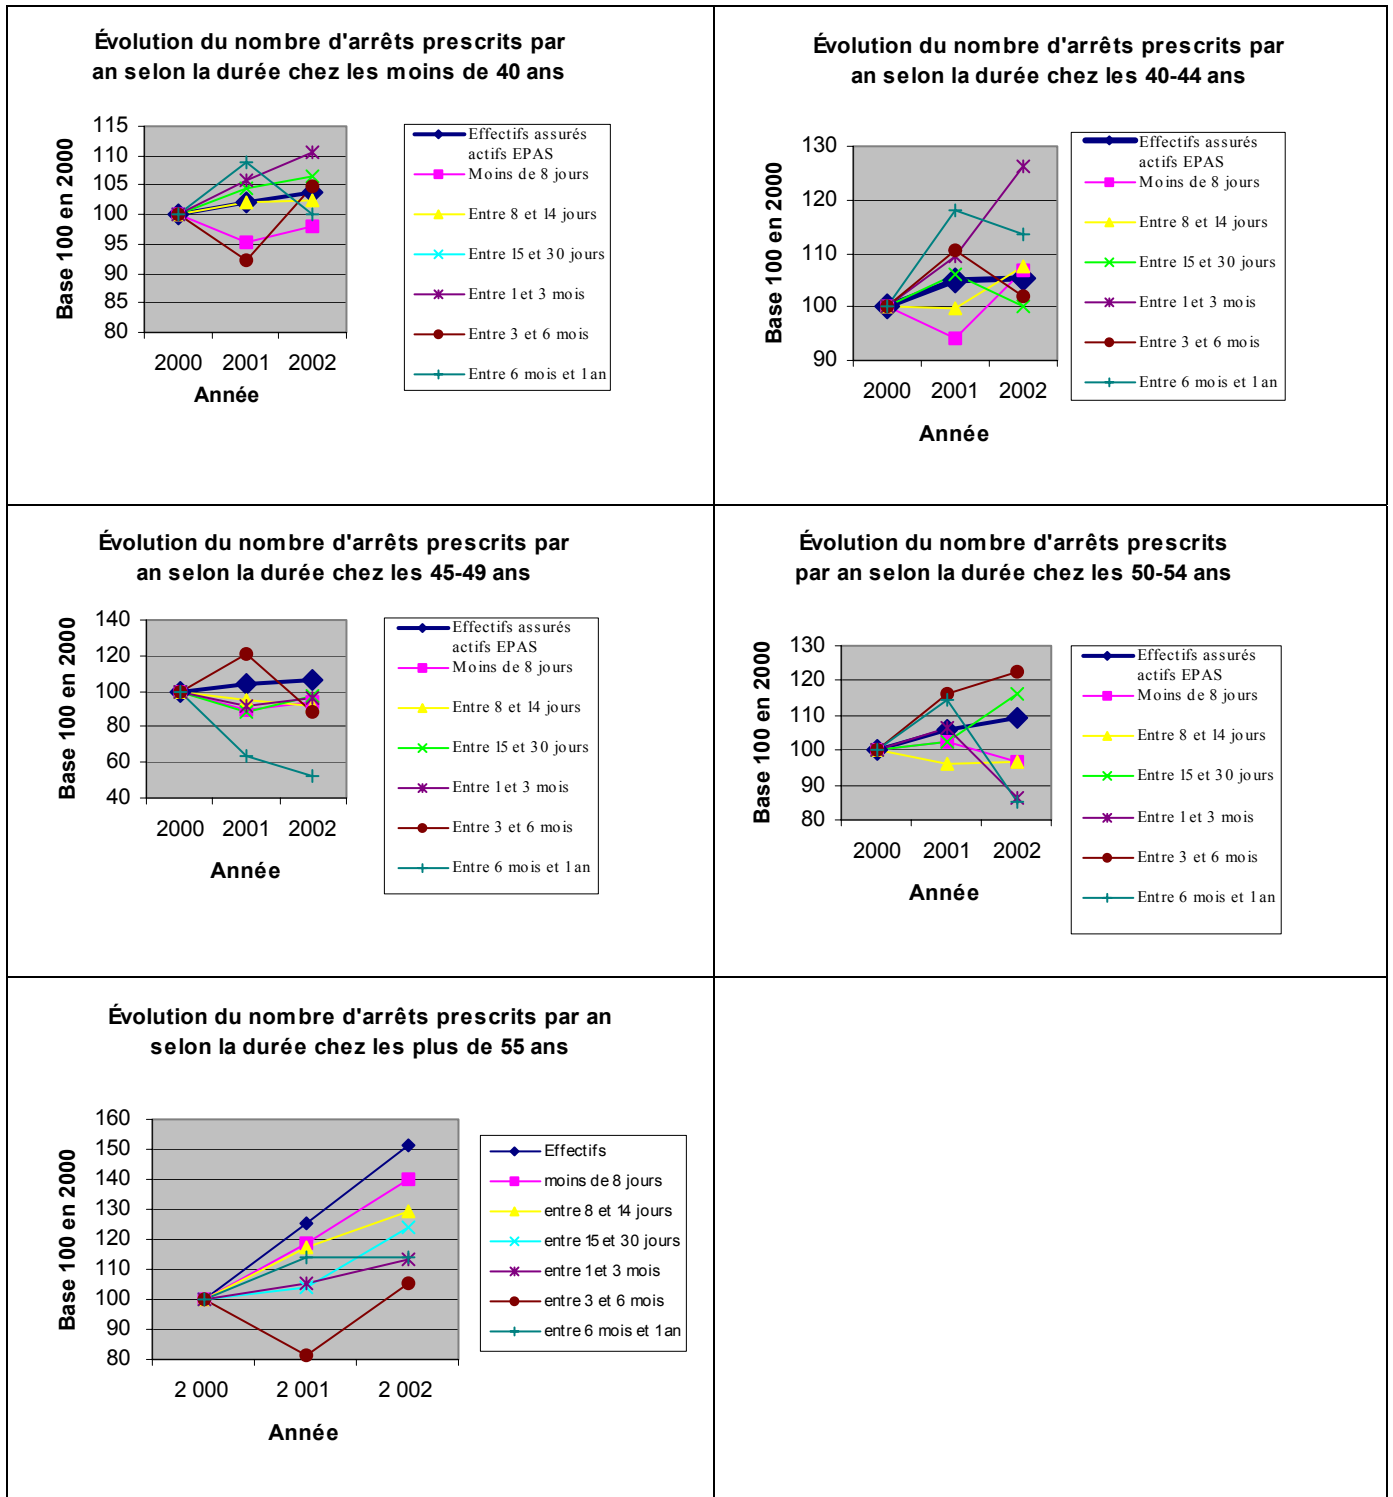 Évolution du nombre d'arrêts prescrits par
an selon la durée chez les moins de 40 ans
Base 100 en 2000
115
110
105
100
95
90
85
80
2000 2001 2002
Année
Effectifs assurés
actifs EPAS
Moins de 8 jours
Entre 8 et 14 jours
Entre 15 et 30 jours
Entre 1 et 3 mois
Entre 3 et 6 mois
Entre 6 mois et 1 an
Évolution du nombre d'arrêts prescrits par
an selon la durée chez les 40-44 ans
Base 100 en 2000
130
120
110
100
90
2000 2001 2002
Année
Effectifs assurés
actifs EPAS
Moins de 8 jours
Entre 8 et 14 jours
Entre 15 et 30 jours
Entre 1 et 3 mois
Entre 3 et 6 mois
Entre 6 mois et 1 an
Évolution du nombre d'arrêts prescrits par
an selon la durée chez les 45-49 ans
Base 100 en 2000
140
120
100
80
60
40
2000 2001 2002
Année
Effectifs assurés
actifs EPAS
Moins de 8 jours
Entre 8 et 14 jours
Entre 15 et 30 jours
Entre 1 et 3 mois
Entre 3 et 6 mois
Entre 6 mois et 1 an
Évolution du nombre d'arrêts prescrits
par an selon la durée chez les 50-54 ans
Base 100 en 2000
130
120
110
100
90
80
2000 2001 2002
Année
Effectifs assurés
actifs EPAS
Moins de 8 jours
Entre 8 et 14 jours
Entre 15 et 30 jours
Entre 1 et 3 mois
Entre 3 et 6 mois
Entre 6 mois et 1 an
Évolution du nombre d'arrêts prescrits par an
selon la durée chez les plus de 55 ans
Base 100 en 2000
160
150
140
130
120
110
100
90
80
2 000 2 001 2 002
Année
Effectifs
moins de 8 jours
entre 8 et 14 jours
entre 15 et 30 jours
entre 1 et 3 mois
entre 3 et 6 mois
entre 6 mois et 1 an